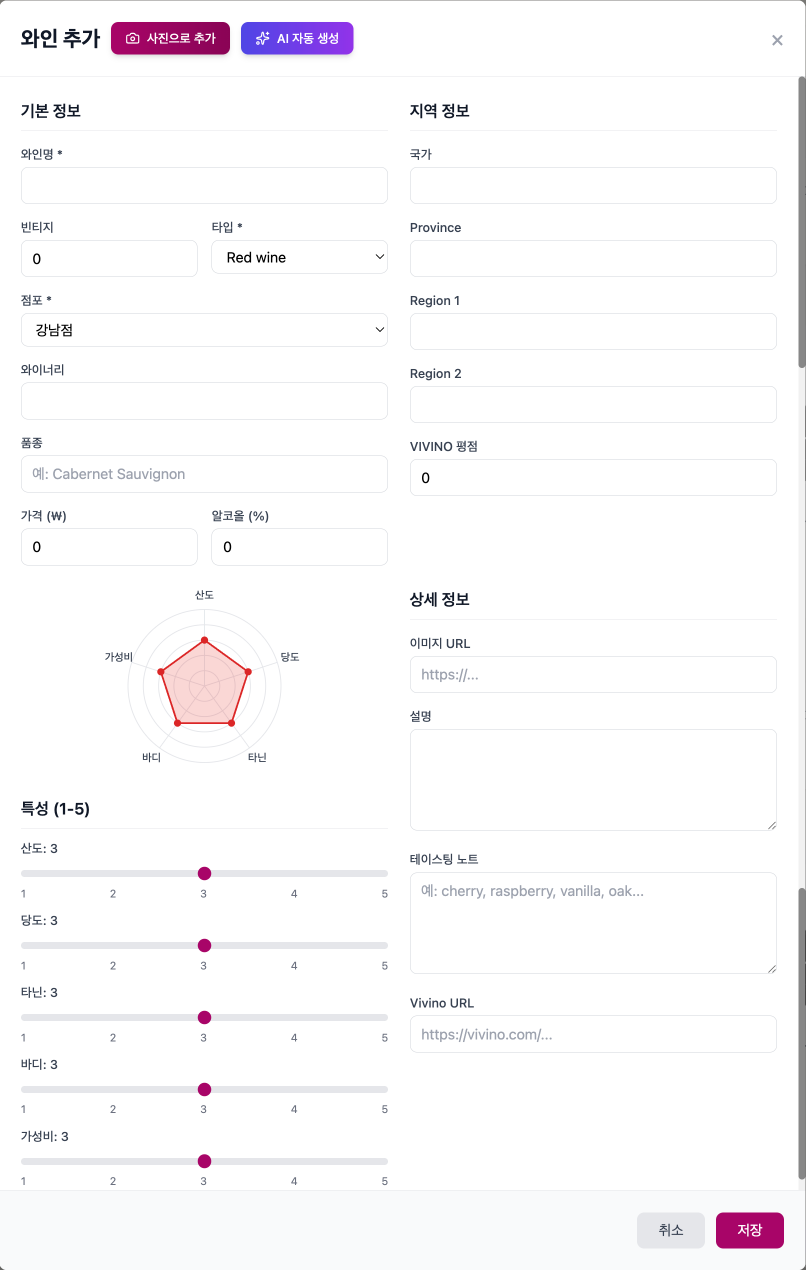 와인 추가
사진으로 추가
AI 자동 생성
기본 정보
와인명 *
빈티지
타입 *
0
Red wine
점포 *
강남점
와이너리
품종
예: Cabernet Sauvignon
가격 (₩)
알코올 (%)
0
0
산도
당도
타닌
바디
가성비
특성 (1-5)
산도: 3
1 2 3 4 5
당도: 3
1 2 3 4 5
타닌: 3
1 2 3 4 5
바디: 3
1 2 3 4 5
가성비: 3
1 2 3 4 5
지역 정보
국가
Province
Region 1
Region 2
VIVINO 평점
0
상세 정보
이미지 URL
https://...
설명
테이스팅 노트
예: cherry, raspberry, vanilla, oak...
Vivino URL
https://vivino.com/...
취소
저장